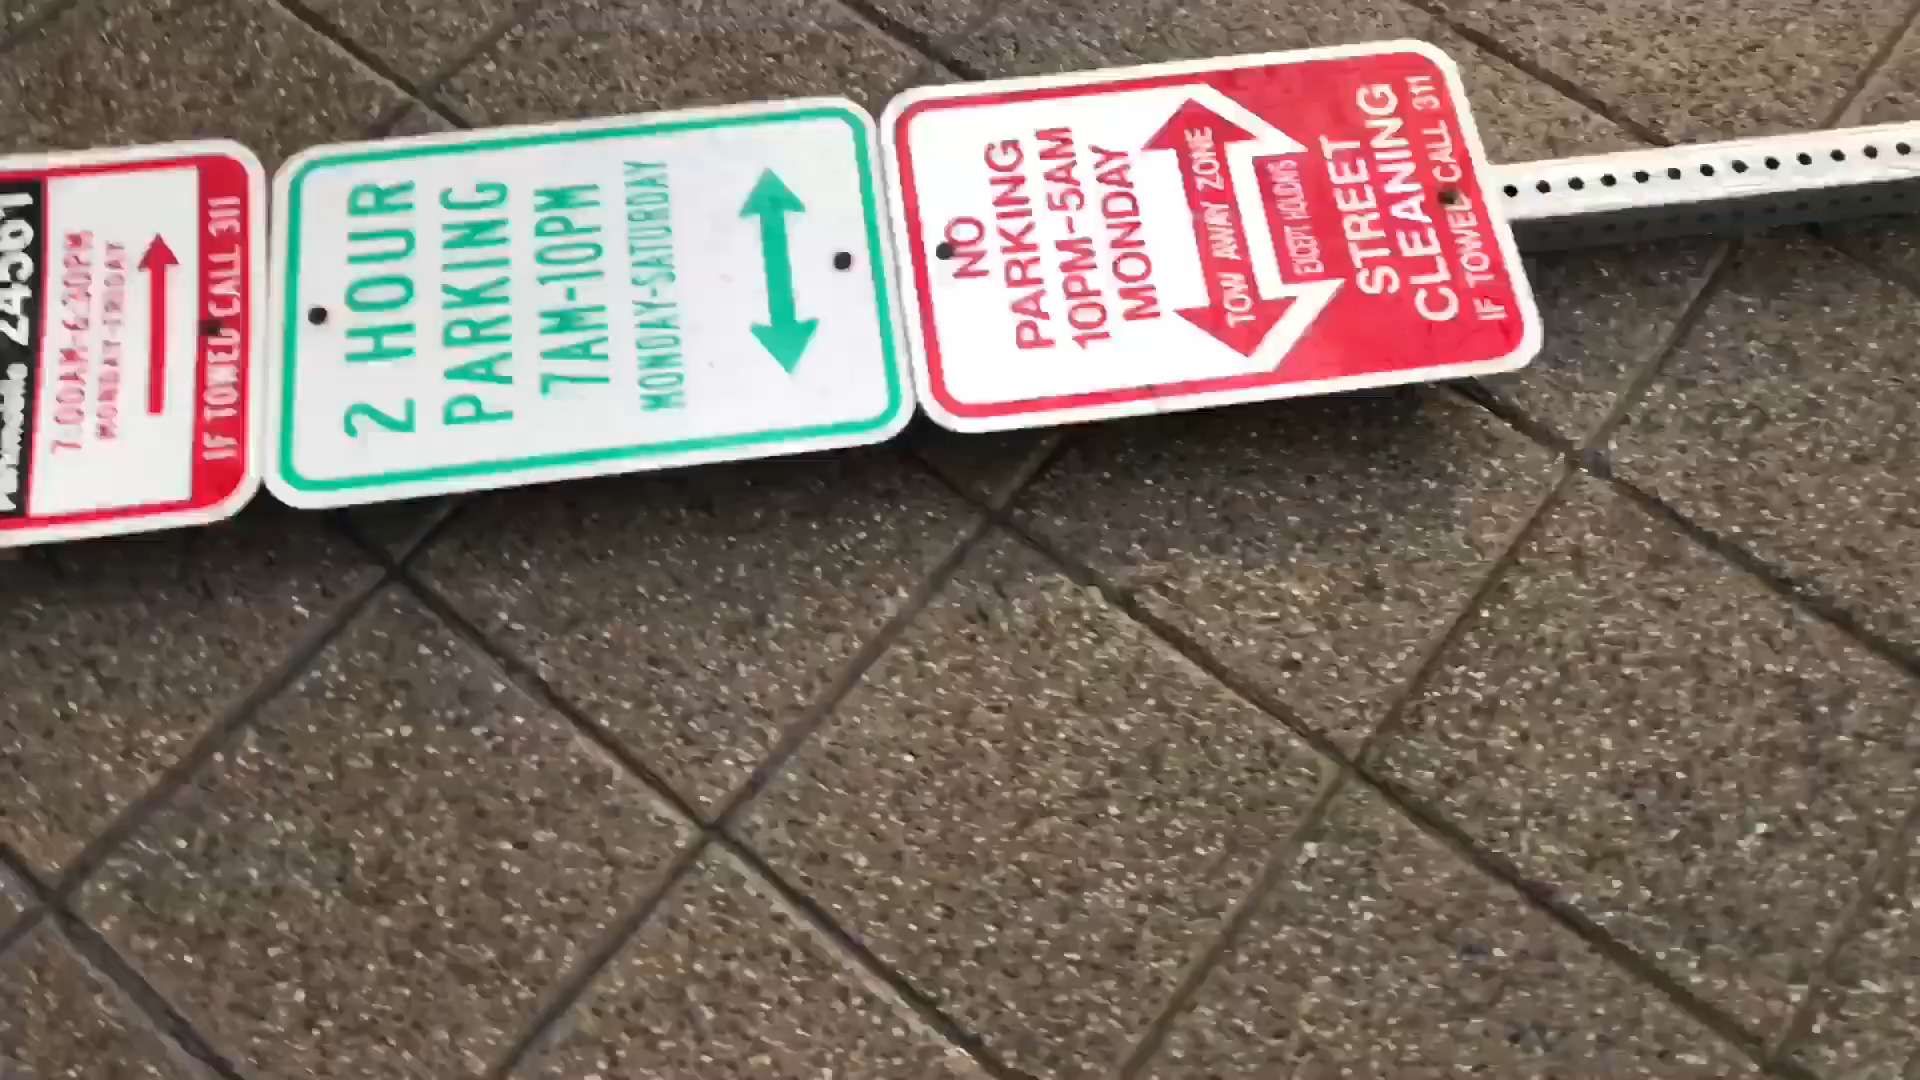 24561
7:00AM-6:30PM
MONDAY-FRIDAY
IF TOWED CALL 311
2 HOUR
PARKING
7AM-10PM
MONDAY-SATURDAY
NO
PARKING
10PM-5AM
MONDAY
TOW AWAY ZONE
EXCEPT HOLIDAYS
STREET
CLEANING
IF TOWED CALL 311